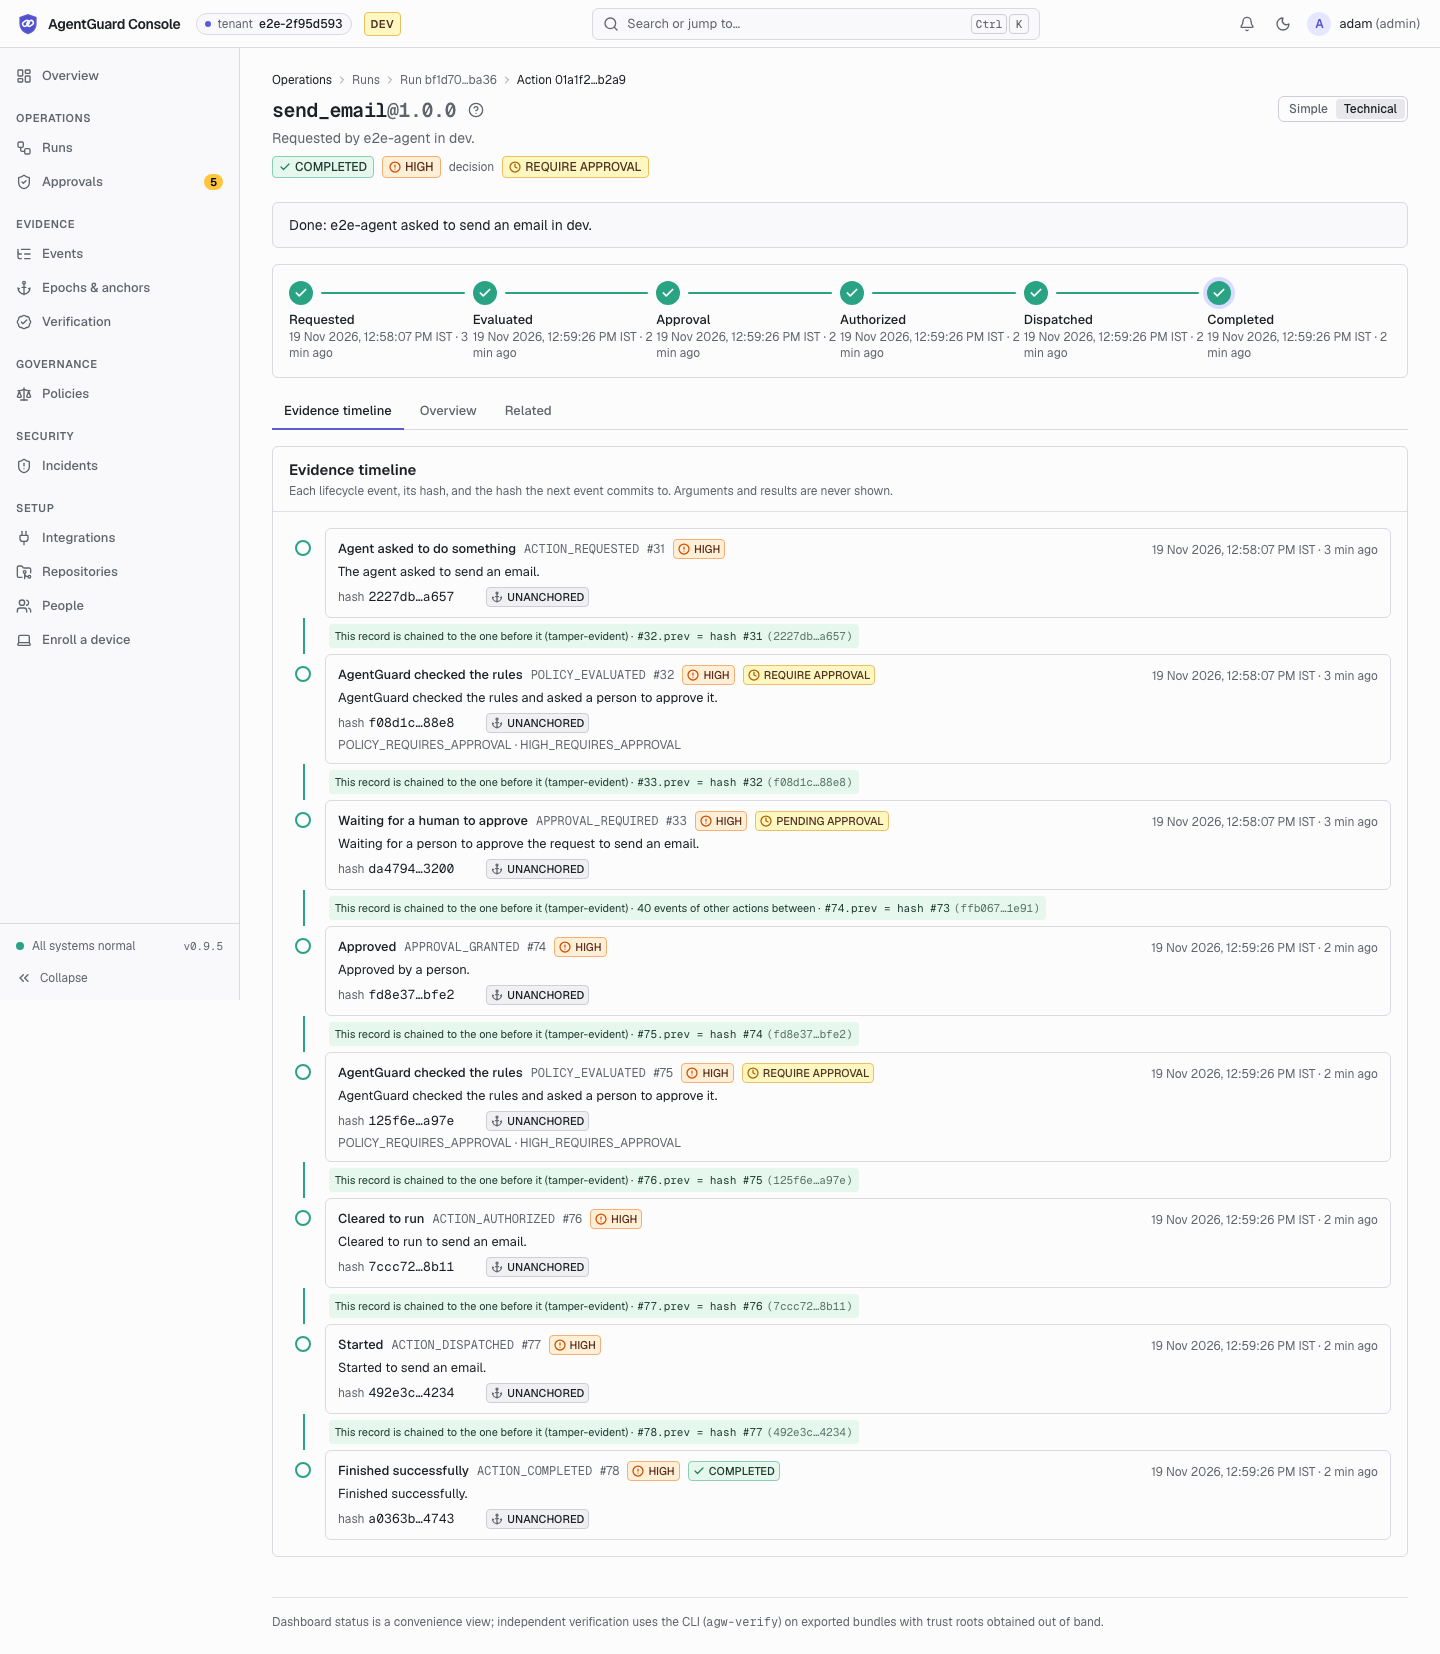 AgentGuard Console
tenant e2e-2f95d593
DEV
Search or jump to...
Ctrl K
A
adam (admin)
Overview
OPERATIONS
Runs
Approvals
5
EVIDENCE
Events
Epochs & anchors
Verification
GOVERNANCE
Policies
SECURITY
Incidents
SETUP
Integrations
Repositories
People
Enroll a device
All systems normal
v0.9.5
Collapse
Operations > Runs > Run bf1d70…ba36 > Action 01a1f2…b2a9
send_email@1.0.0
Simple Technical
Requested by e2e-agent in dev.
COMPLETED HIGH decision REQUIRE APPROVAL
Done: e2e-agent asked to send an email in dev.
Requested
19 Nov 2026, 12:58:07 PM IST · 3
min ago
Evaluated
19 Nov 2026, 12:59:26 PM IST · 2
min ago
Approval
19 Nov 2026, 12:59:26 PM IST · 2
min ago
Authorized
19 Nov 2026, 12:59:26 PM IST · 2
min ago
Dispatched
19 Nov 2026, 12:59:26 PM IST · 2
min ago
Completed
19 Nov 2026, 12:59:26 PM IST · 2
min ago
Evidence timeline Overview Related
Evidence timeline
Each lifecycle event, its hash, and the hash the next event commits to. Arguments and results are never shown.
Agent asked to do something ACTION_REQUESTED #31 HIGH 19 Nov 2026, 12:58:07 PM IST · 3 min ago
The agent asked to send an email.
hash 2227db…a657 UNANCHORED
This record is chained to the one before it (tamper-evident) · #32.prev = hash #31 (2227db…a657)
AgentGuard checked the rules POLICY_EVALUATED #32 HIGH REQUIRE APPROVAL 19 Nov 2026, 12:58:07 PM IST · 3 min ago
AgentGuard checked the rules and asked a person to approve it.
hash f08d1c…88e8 UNANCHORED
POLICY_REQUIRES_APPROVAL · HIGH_REQUIRES_APPROVAL
This record is chained to the one before it (tamper-evident) · #33.prev = hash #32 (f08d1c…88e8)
Waiting for a human to approve APPROVAL_REQUIRED #33 HIGH PENDING APPROVAL 19 Nov 2026, 12:58:07 PM IST · 3 min ago
Waiting for a person to approve the request to send an email.
hash da4794…3200 UNANCHORED
This record is chained to the one before it (tamper-evident) · 40 events of other actions between · #74.prev = hash #73 (ffb067…1e91)
Approved APPROVAL_GRANTED #74 HIGH 19 Nov 2026, 12:59:26 PM IST · 2 min ago
Approved by a person.
hash fd8e37…bfe2 UNANCHORED
This record is chained to the one before it (tamper-evident) · #75.prev = hash #74 (fd8e37…bfe2)
AgentGuard checked the rules POLICY_EVALUATED #75 HIGH REQUIRE APPROVAL 19 Nov 2026, 12:59:26 PM IST · 2 min ago
AgentGuard checked the rules and asked a person to approve it.
hash 125f6e…a97e UNANCHORED
POLICY_REQUIRES_APPROVAL · HIGH_REQUIRES_APPROVAL
This record is chained to the one before it (tamper-evident) · #76.prev = hash #75 (125f6e…a97e)
Cleared to run ACTION_AUTHORIZED #76 HIGH 19 Nov 2026, 12:59:26 PM IST · 2 min ago
Cleared to run to send an email.
hash 7ccc72…8b11 UNANCHORED
This record is chained to the one before it (tamper-evident) · #77.prev = hash #76 (7ccc72…8b11)
Started ACTION_DISPATCHED #77 HIGH 19 Nov 2026, 12:59:26 PM IST · 2 min ago
Started to send an email.
hash 492e3c…4234 UNANCHORED
This record is chained to the one before it (tamper-evident) · #78.prev = hash #77 (492e3c…4234)
Finished successfully ACTION_COMPLETED #78 HIGH COMPLETED 19 Nov 2026, 12:59:26 PM IST · 2 min ago
Finished successfully.
hash a0363b…4743 UNANCHORED
Dashboard status is a convenience view; independent verification uses the CLI (agw-verify) on exported bundles with trust roots obtained out of band.